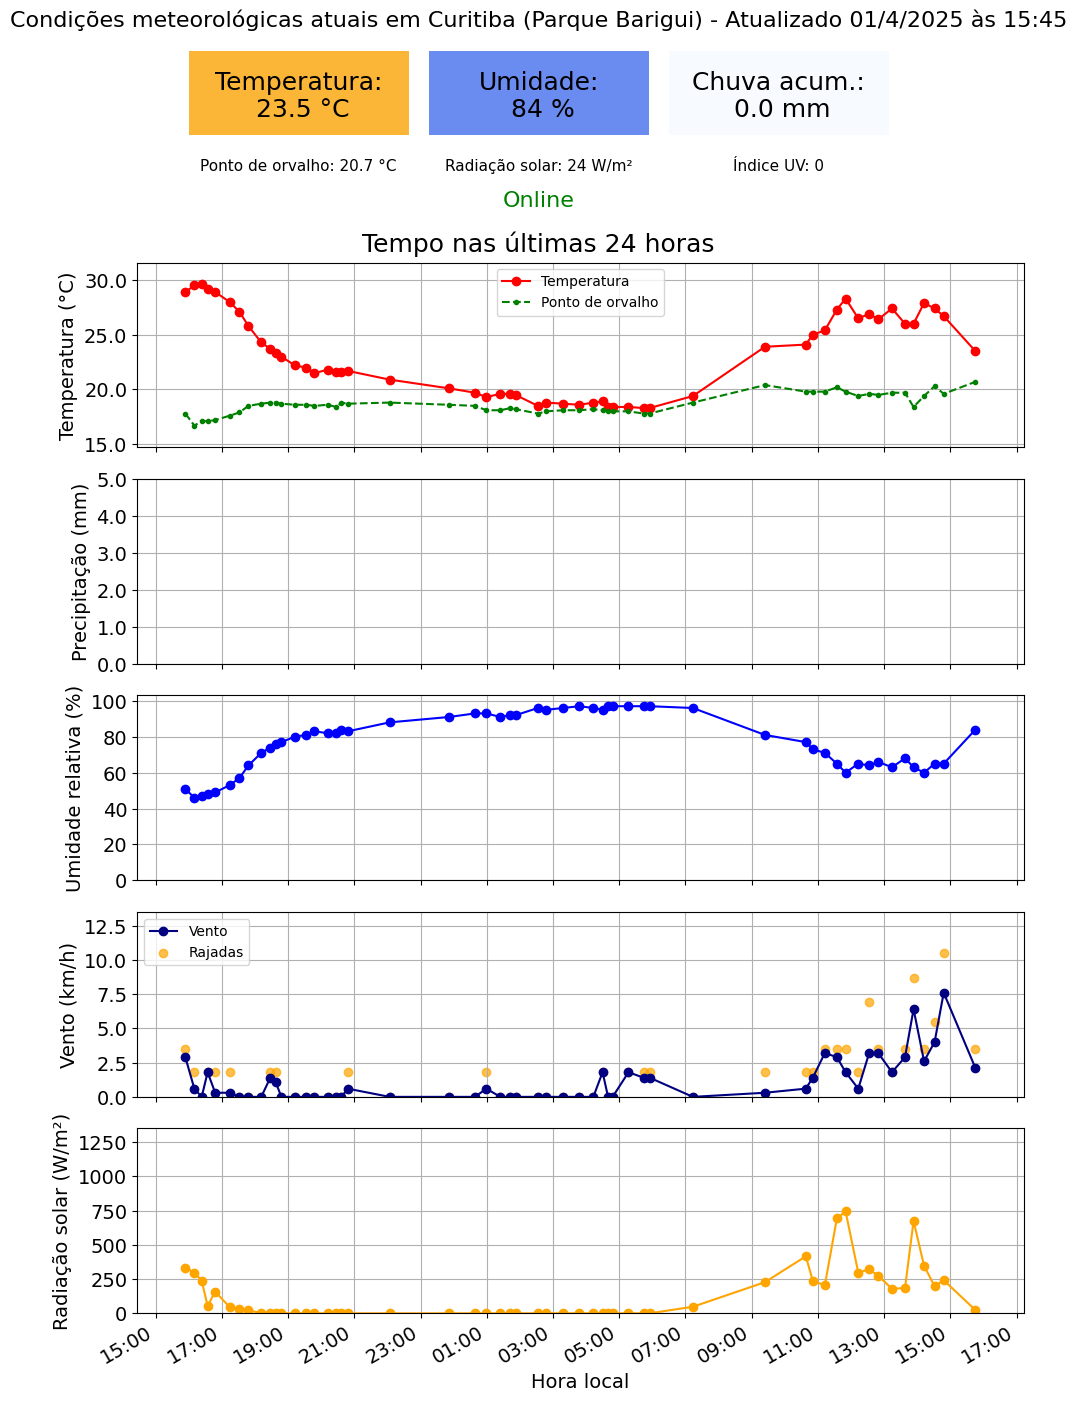 Condições meteorológicas atuais em Curitiba (Parque Barigui) - Atualizado 01/4/2025 às 15:45
Temperatura:
23.5 °C
Umidade:
84 %
Chuva acum.:
0.0 mm
Ponto de orvalho: 20.7 °C
Radiação solar: 24 W/m²
Índice UV: 0
Online
Tempo nas últimas 24 horas
Temperatura (°C)
30.0
25.0
20.0
15.0
Temperatura
Ponto de orvalho
Precipitação (mm)
5.0
4.0
3.0
2.0
1.0
0.0
Umidade relativa (%)
100
80
60
40
20
0
Vento (km/h)
12.5
10.0
7.5
5.0
2.5
0.0
Vento
Rajadas
Radiação solar (W/m²)
1250
1000
750
500
250
0
15:00
17:00
19:00
21:00
23:00
01:00
03:00
05:00
07:00
09:00
11:00
13:00
15:00
17:00
Hora local